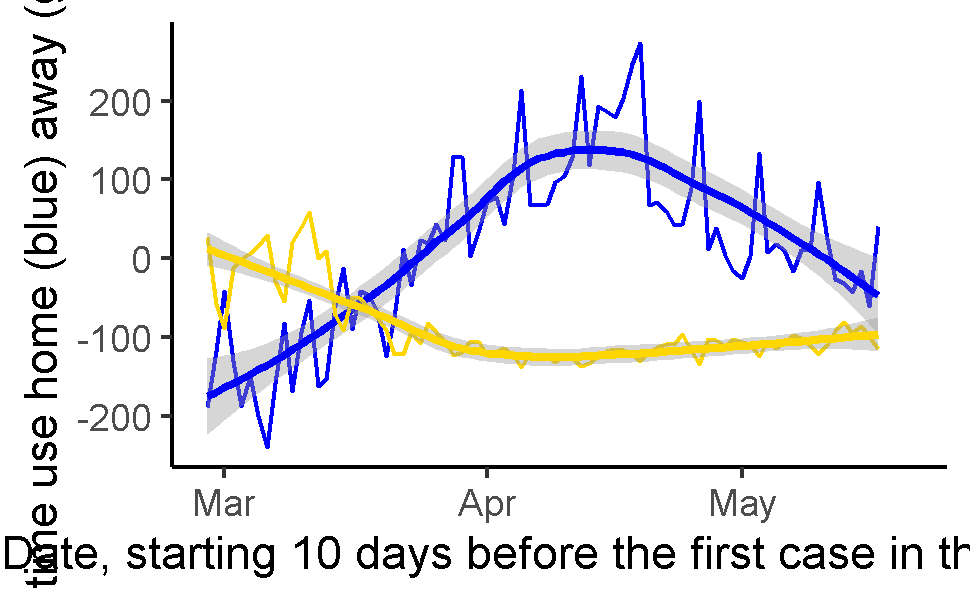 time use home (blue) away (
200
100
0
-100
-200
Mar Apr May
Date, starting 10 days before the first case in th